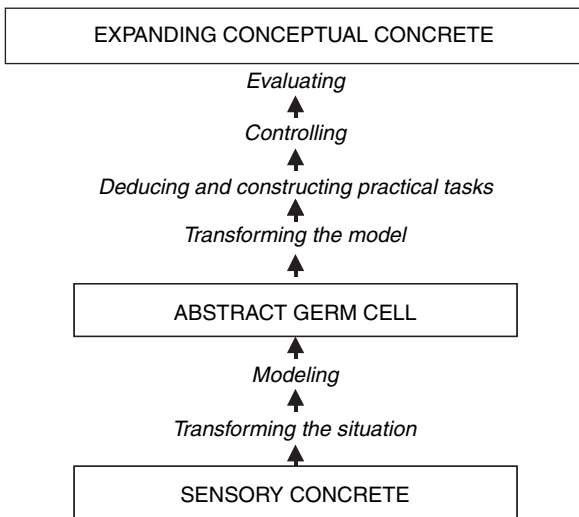 EXPANDING CONCEPTUAL CONCRETE
Evaluating
Controlling
Deducing and constructing practical tasks
Transforming the model
ABSTRACT GERM CELL
Modeling
Transforming the situation
SENSORY CONCRETE